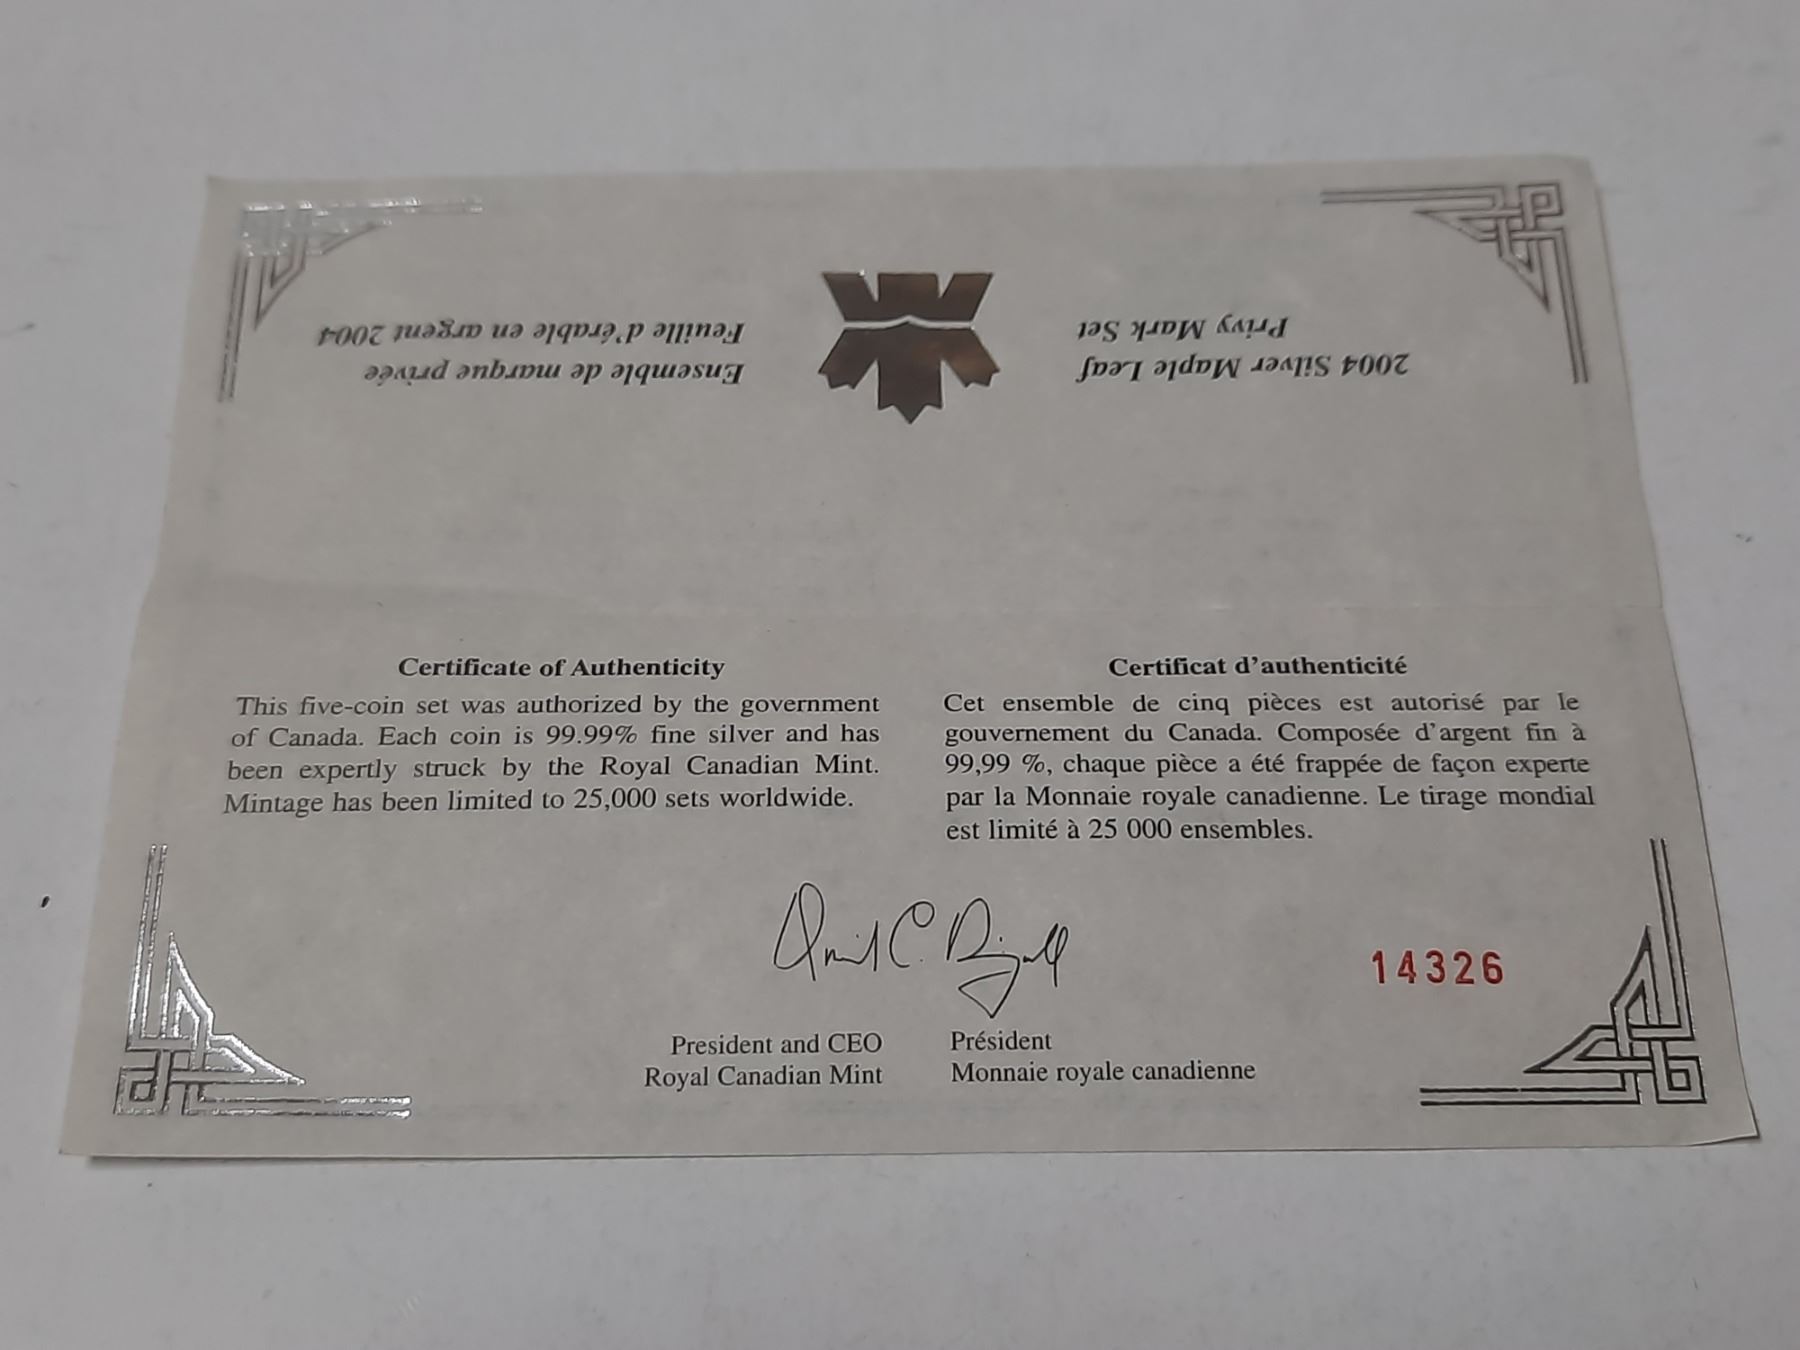 2004 Silver Maple Leaf
Privy Mark Set
Ensemble de marque privée
Feuille d'érable en argent 2004
Certificate of Authenticity
This five-coin set was authorized by the government
of Canada. Each coin is 99.99% fine silver and has
been expertly struck by the Royal Canadian Mint.
Mintage has been limited to 25,000 sets worldwide.
Certificat d'authenticité
Cet ensemble de cinq pièces est autorisé par le
gouvernement du Canada. Composée d'argent fin à
99,99 %, chaque pièce a été frappée de façon experte
par la Monnaie royale canadienne. Le tirage mondial
est limité à 25 000 ensembles.
President and CEO
Royal Canadian Mint
Président
Monnaie royale canadienne
14326